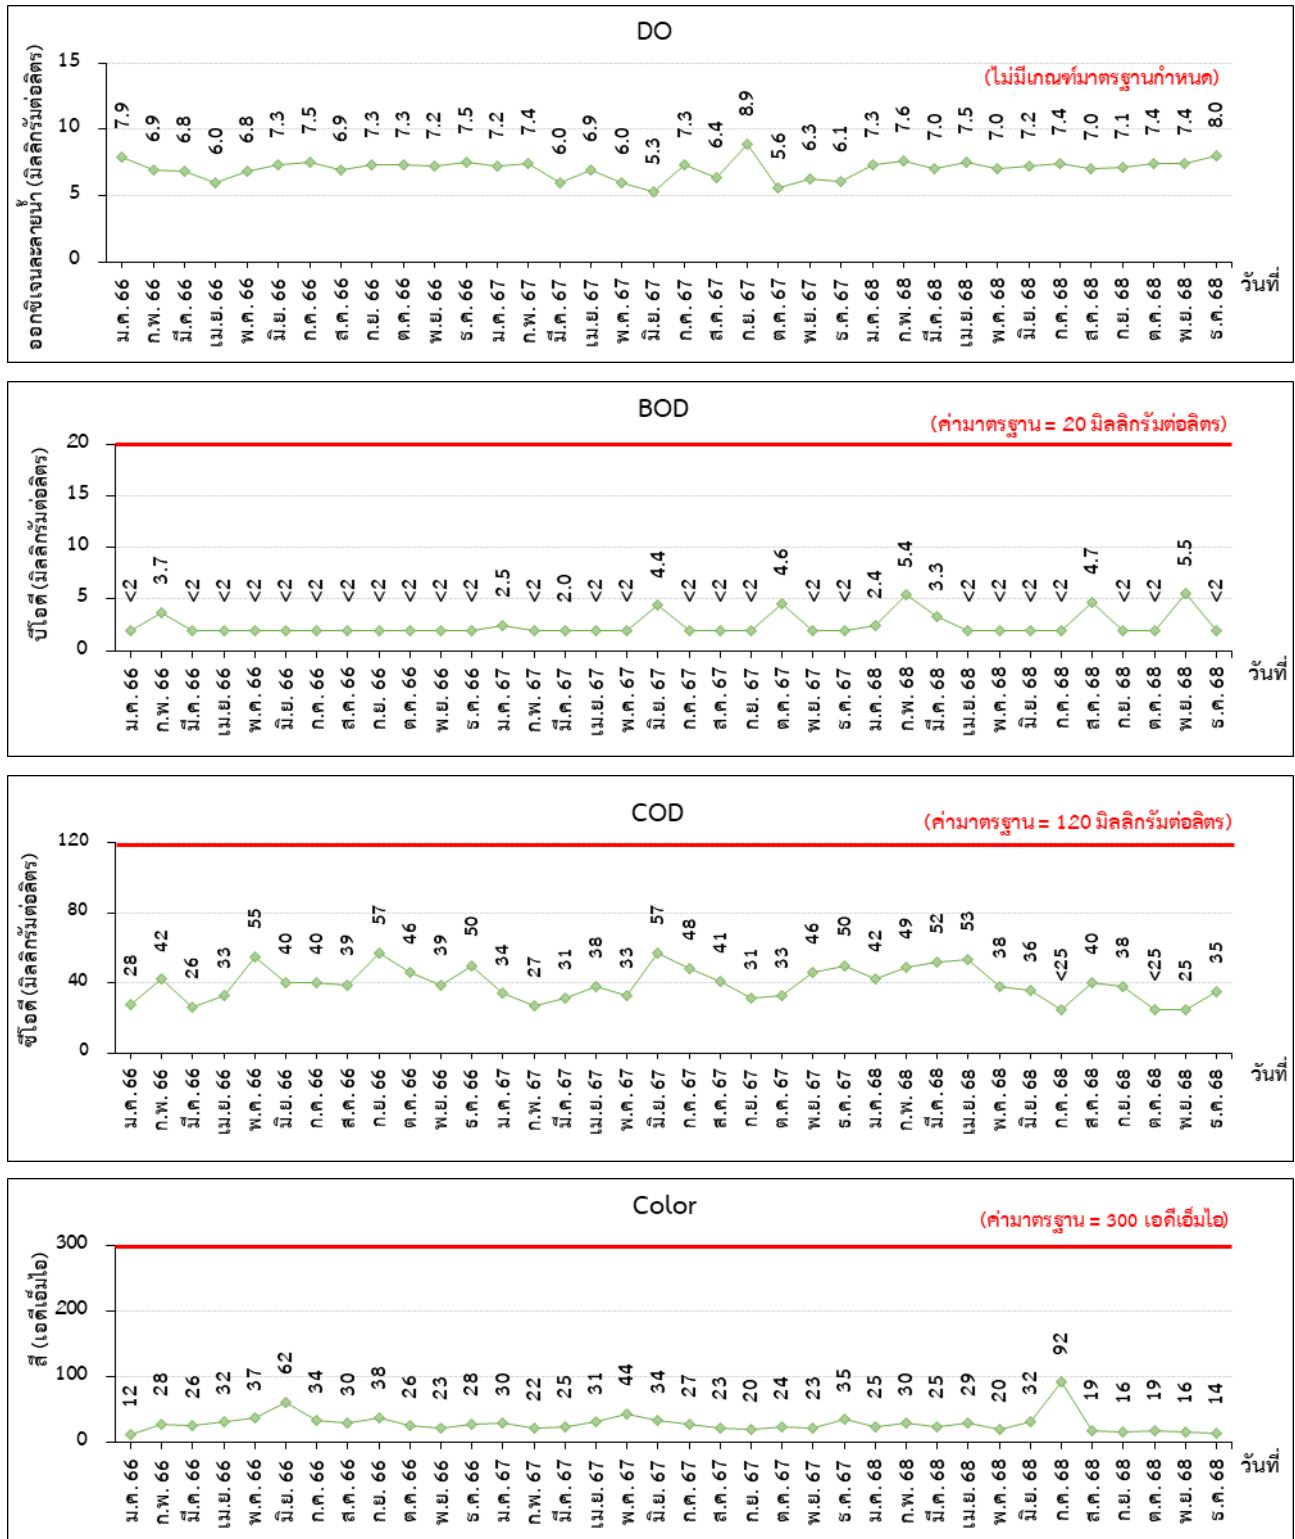 DO
(ไม่มีเกณฑ์มาตรฐานกำหนด)
ออกซิเจนละลายน้ำ (มิลลิกรัมต่อลิตร)
15
10
5
0
7.9 6.9 6.8 6.0 6.8 7.3 7.5 6.9 7.3 7.3 7.2 7.5 7.2 7.4 6.0 6.9 6.0 5.3 7.3 6.4 8.9 5.6 6.3 6.1 7.3 7.6 7.0 7.5 7.0 7.2 7.4 7.0 7.1 7.4 7.4 8.0
ม.ค. 66 ก.พ. 66 มี.ค. 66 เม.ย. 66 พ.ค. 66 มิ.ย. 66 ก.ค. 66 ส.ค. 66 ก.ย. 66 ต.ค. 66 พ.ย. 66 ธ.ค. 66 ม.ค. 67 ก.พ. 67 มี.ค. 67 เม.ย. 67 พ.ค. 67 มิ.ย. 67 ก.ค. 67 ส.ค. 67 ก.ย. 67 ต.ค. 67 พ.ย. 67 ธ.ค. 67 ม.ค. 68 ก.พ. 68 มี.ค. 68 เม.ย. 68 พ.ค. 68 มิ.ย. 68 ก.ค. 68 ส.ค. 68 ก.ย. 68 ต.ค. 68 พ.ย. 68 ธ.ค. 68
วันที่
BOD
(ค่ามาตรฐาน = 20 มิลลิกรัมต่อลิตร)
บีโอดี (มิลลิกรัมต่อลิตร)
20
15
10
5
0
<2 3.7 <2 <2 <2 <2 <2 <2 <2 <2 <2 <2 2.5 <2 2.0 <2 <2 4.4 <2 <2 <2 4.6 <2 <2 2.4 5.4 3.3 <2 <2 <2 <2 4.7 <2 <2 5.5 <2
ม.ค. 66 ก.พ. 66 มี.ค. 66 เม.ย. 66 พ.ค. 66 มิ.ย. 66 ก.ค. 66 ส.ค. 66 ก.ย. 66 ต.ค. 66 พ.ย. 66 ธ.ค. 66 ม.ค. 67 ก.พ. 67 มี.ค. 67 เม.ย. 67 พ.ค. 67 มิ.ย. 67 ก.ค. 67 ส.ค. 67 ก.ย. 67 ต.ค. 67 พ.ย. 67 ธ.ค. 67 ม.ค. 68 ก.พ. 68 มี.ค. 68 เม.ย. 68 พ.ค. 68 มิ.ย. 68 ก.ค. 68 ส.ค. 68 ก.ย. 68 ต.ค. 68 พ.ย. 68 ธ.ค. 68
วันที่
COD
(ค่ามาตรฐาน = 120 มิลลิกรัมต่อลิตร)
ซีโอดี (มิลลิกรัมต่อลิตร)
120
80
40
0
28 42 26 33 55 40 40 39 57 46 39 50 34 27 31 38 33 57 48 41 31 33 46 50 42 49 52 53 38 36 <25 40 38 <25 25 35
ม.ค. 66 ก.พ. 66 มี.ค. 66 เม.ย. 66 พ.ค. 66 มิ.ย. 66 ก.ค. 66 ส.ค. 66 ก.ย. 66 ต.ค. 66 พ.ย. 66 ธ.ค. 66 ม.ค. 67 ก.พ. 67 มี.ค. 67 เม.ย. 67 พ.ค. 67 มิ.ย. 67 ก.ค. 67 ส.ค. 67 ก.ย. 67 ต.ค. 67 พ.ย. 67 ธ.ค. 67 ม.ค. 68 ก.พ. 68 มี.ค. 68 เม.ย. 68 พ.ค. 68 มิ.ย. 68 ก.ค. 68 ส.ค. 68 ก.ย. 68 ต.ค. 68 พ.ย. 68 ธ.ค. 68
วันที่
Color
(ค่ามาตรฐาน = 300 เอดีเอ็มไอ)
สี (เอดีเอ็มไอ)
300
200
100
0
12 28 26 32 37 62 34 30 38 26 23 28 30 22 25 31 44 34 27 23 20 24 23 35 25 30 25 29 20 32 92 19 16 19 16 14
ม.ค. 66 ก.พ. 66 มี.ค. 66 เม.ย. 66 พ.ค. 66 มิ.ย. 66 ก.ค. 66 ส.ค. 66 ก.ย. 66 ต.ค. 66 พ.ย. 66 ธ.ค. 66 ม.ค. 67 ก.พ. 67 มี.ค. 67 เม.ย. 67 พ.ค. 67 มิ.ย. 67 ก.ค. 67 ส.ค. 67 ก.ย. 67 ต.ค. 67 พ.ย. 67 ธ.ค. 67 ม.ค. 68 ก.พ. 68 มี.ค. 68 เม.ย. 68 พ.ค. 68 มิ.ย. 68 ก.ค. 68 ส.ค. 68 ก.ย. 68 ต.ค. 68 พ.ย. 68 ธ.ค. 68
วันที่